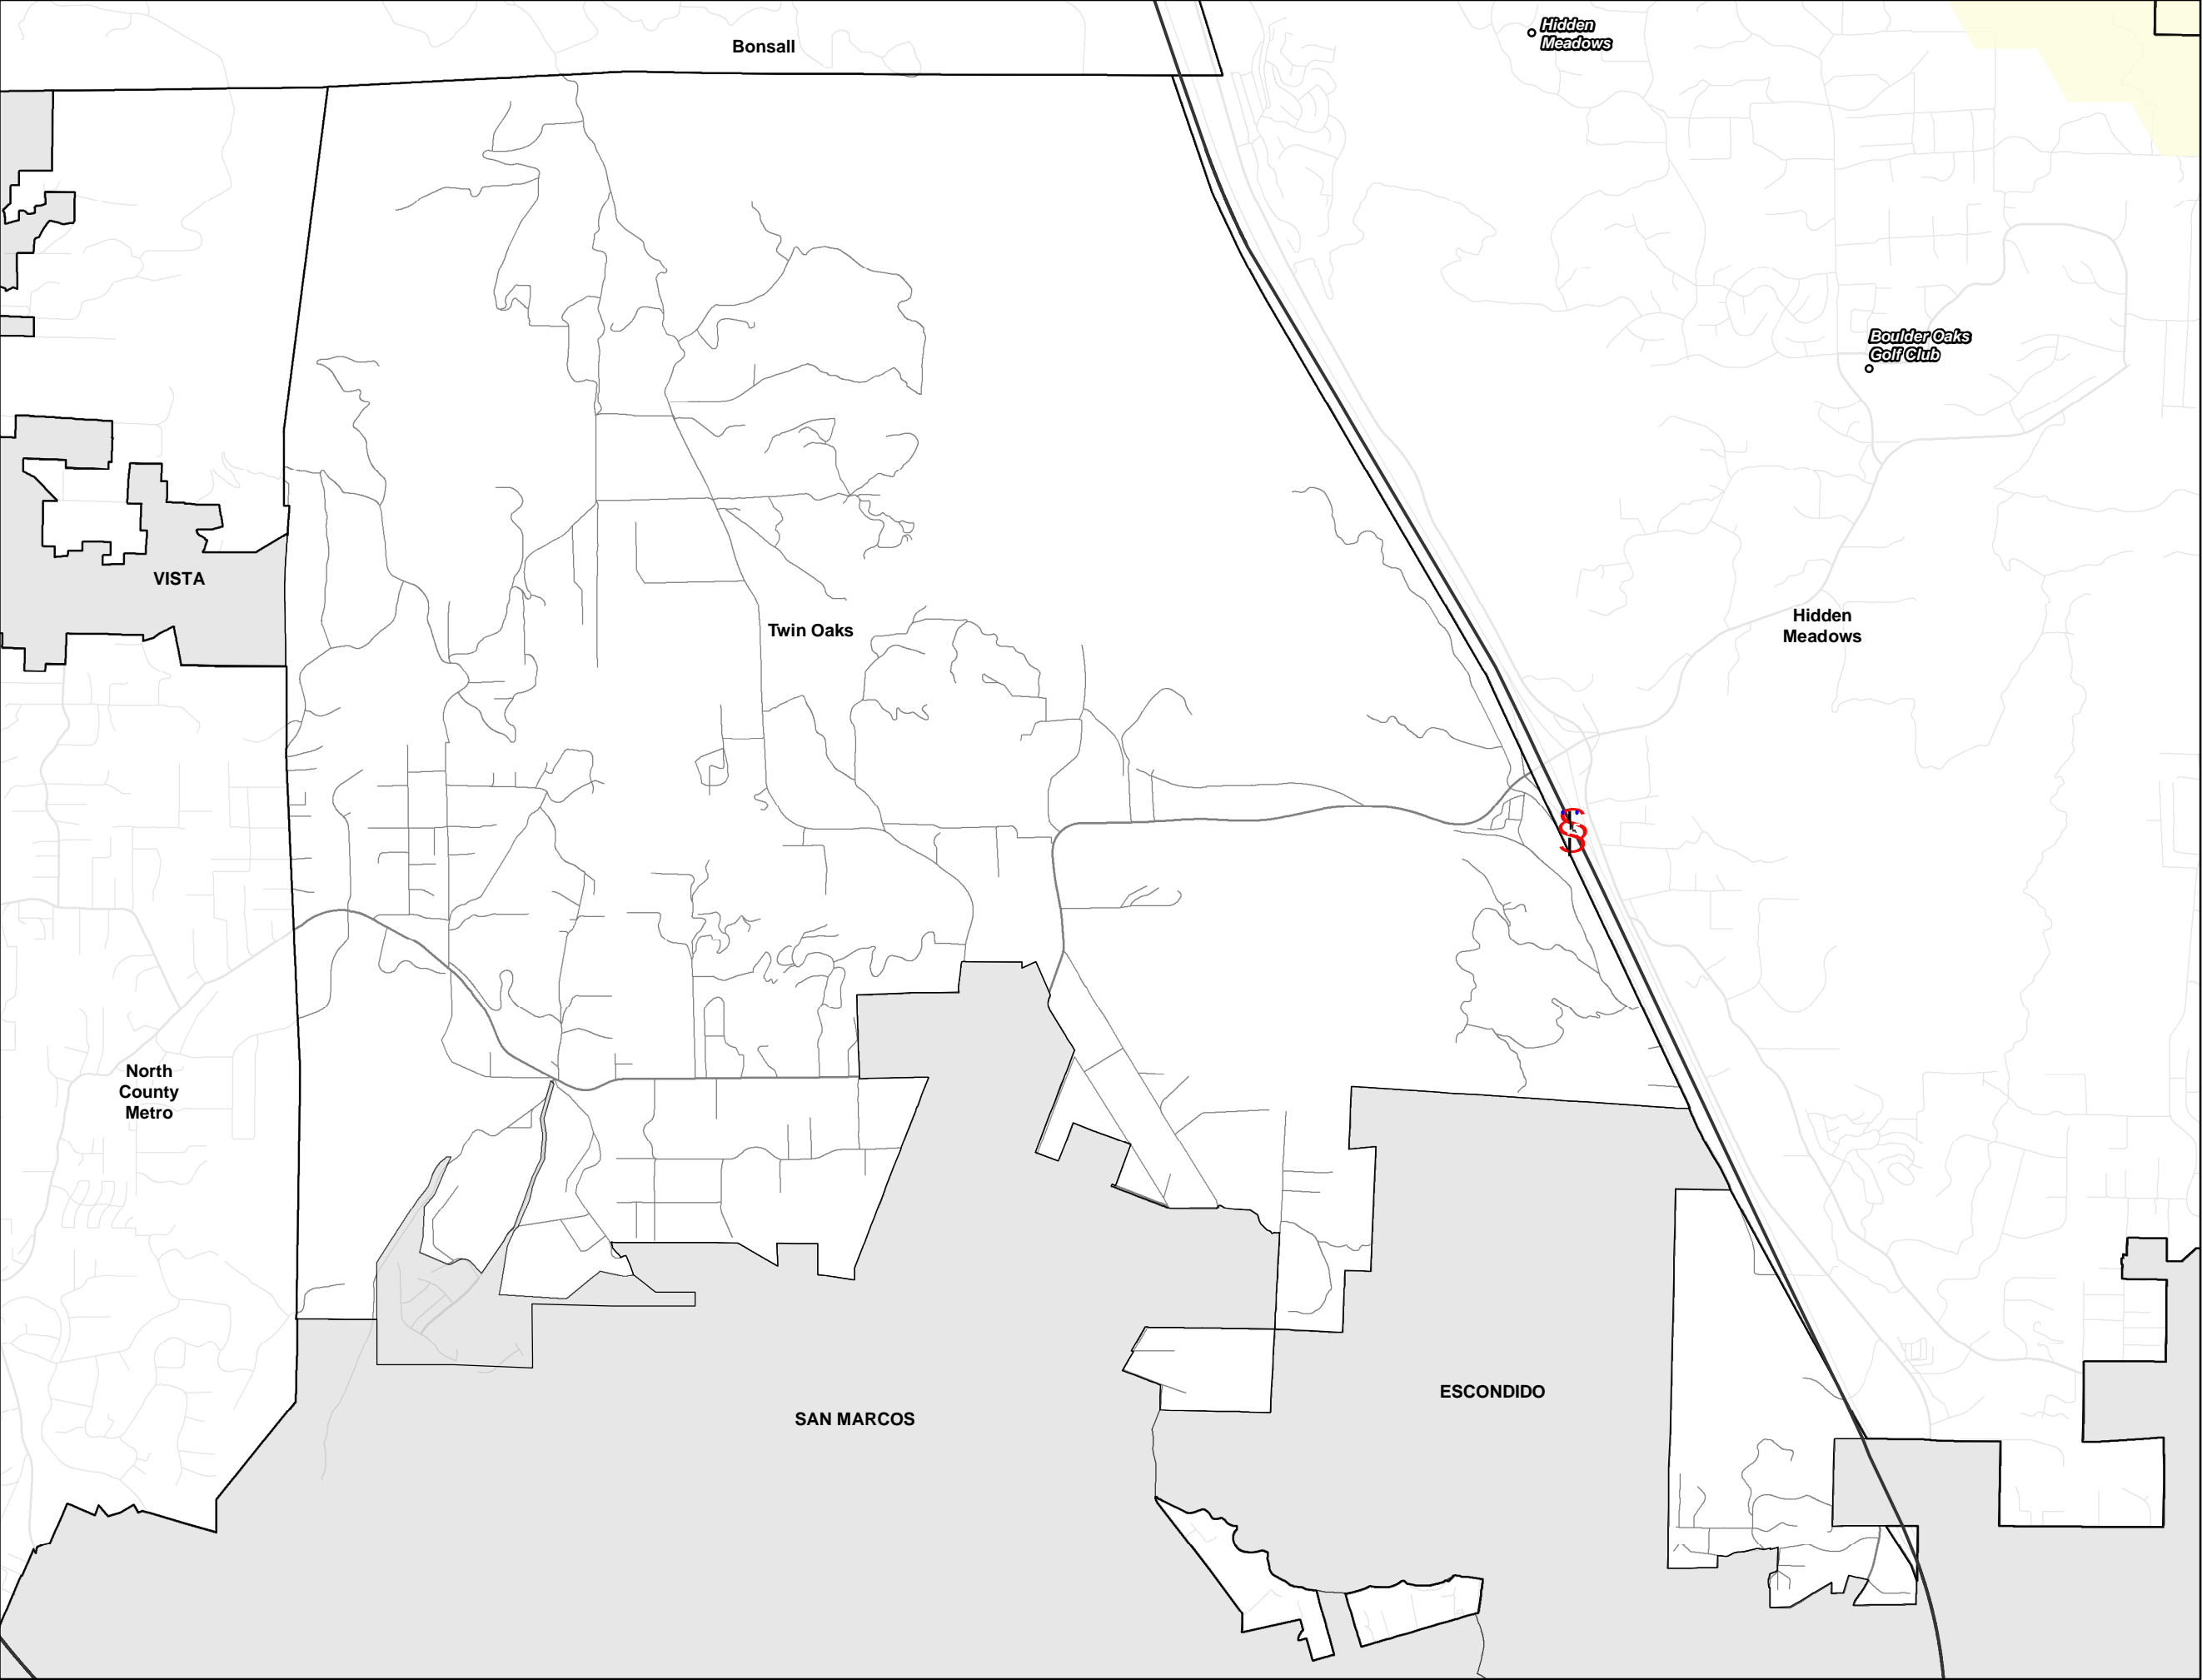 Bonsall
Hidden
Meadows
Boulder Oaks
Golf Club
VISTA
Twin Oaks
Hidden
Meadows
North
County
Metro
SAN MARCOS
ESCONDIDO